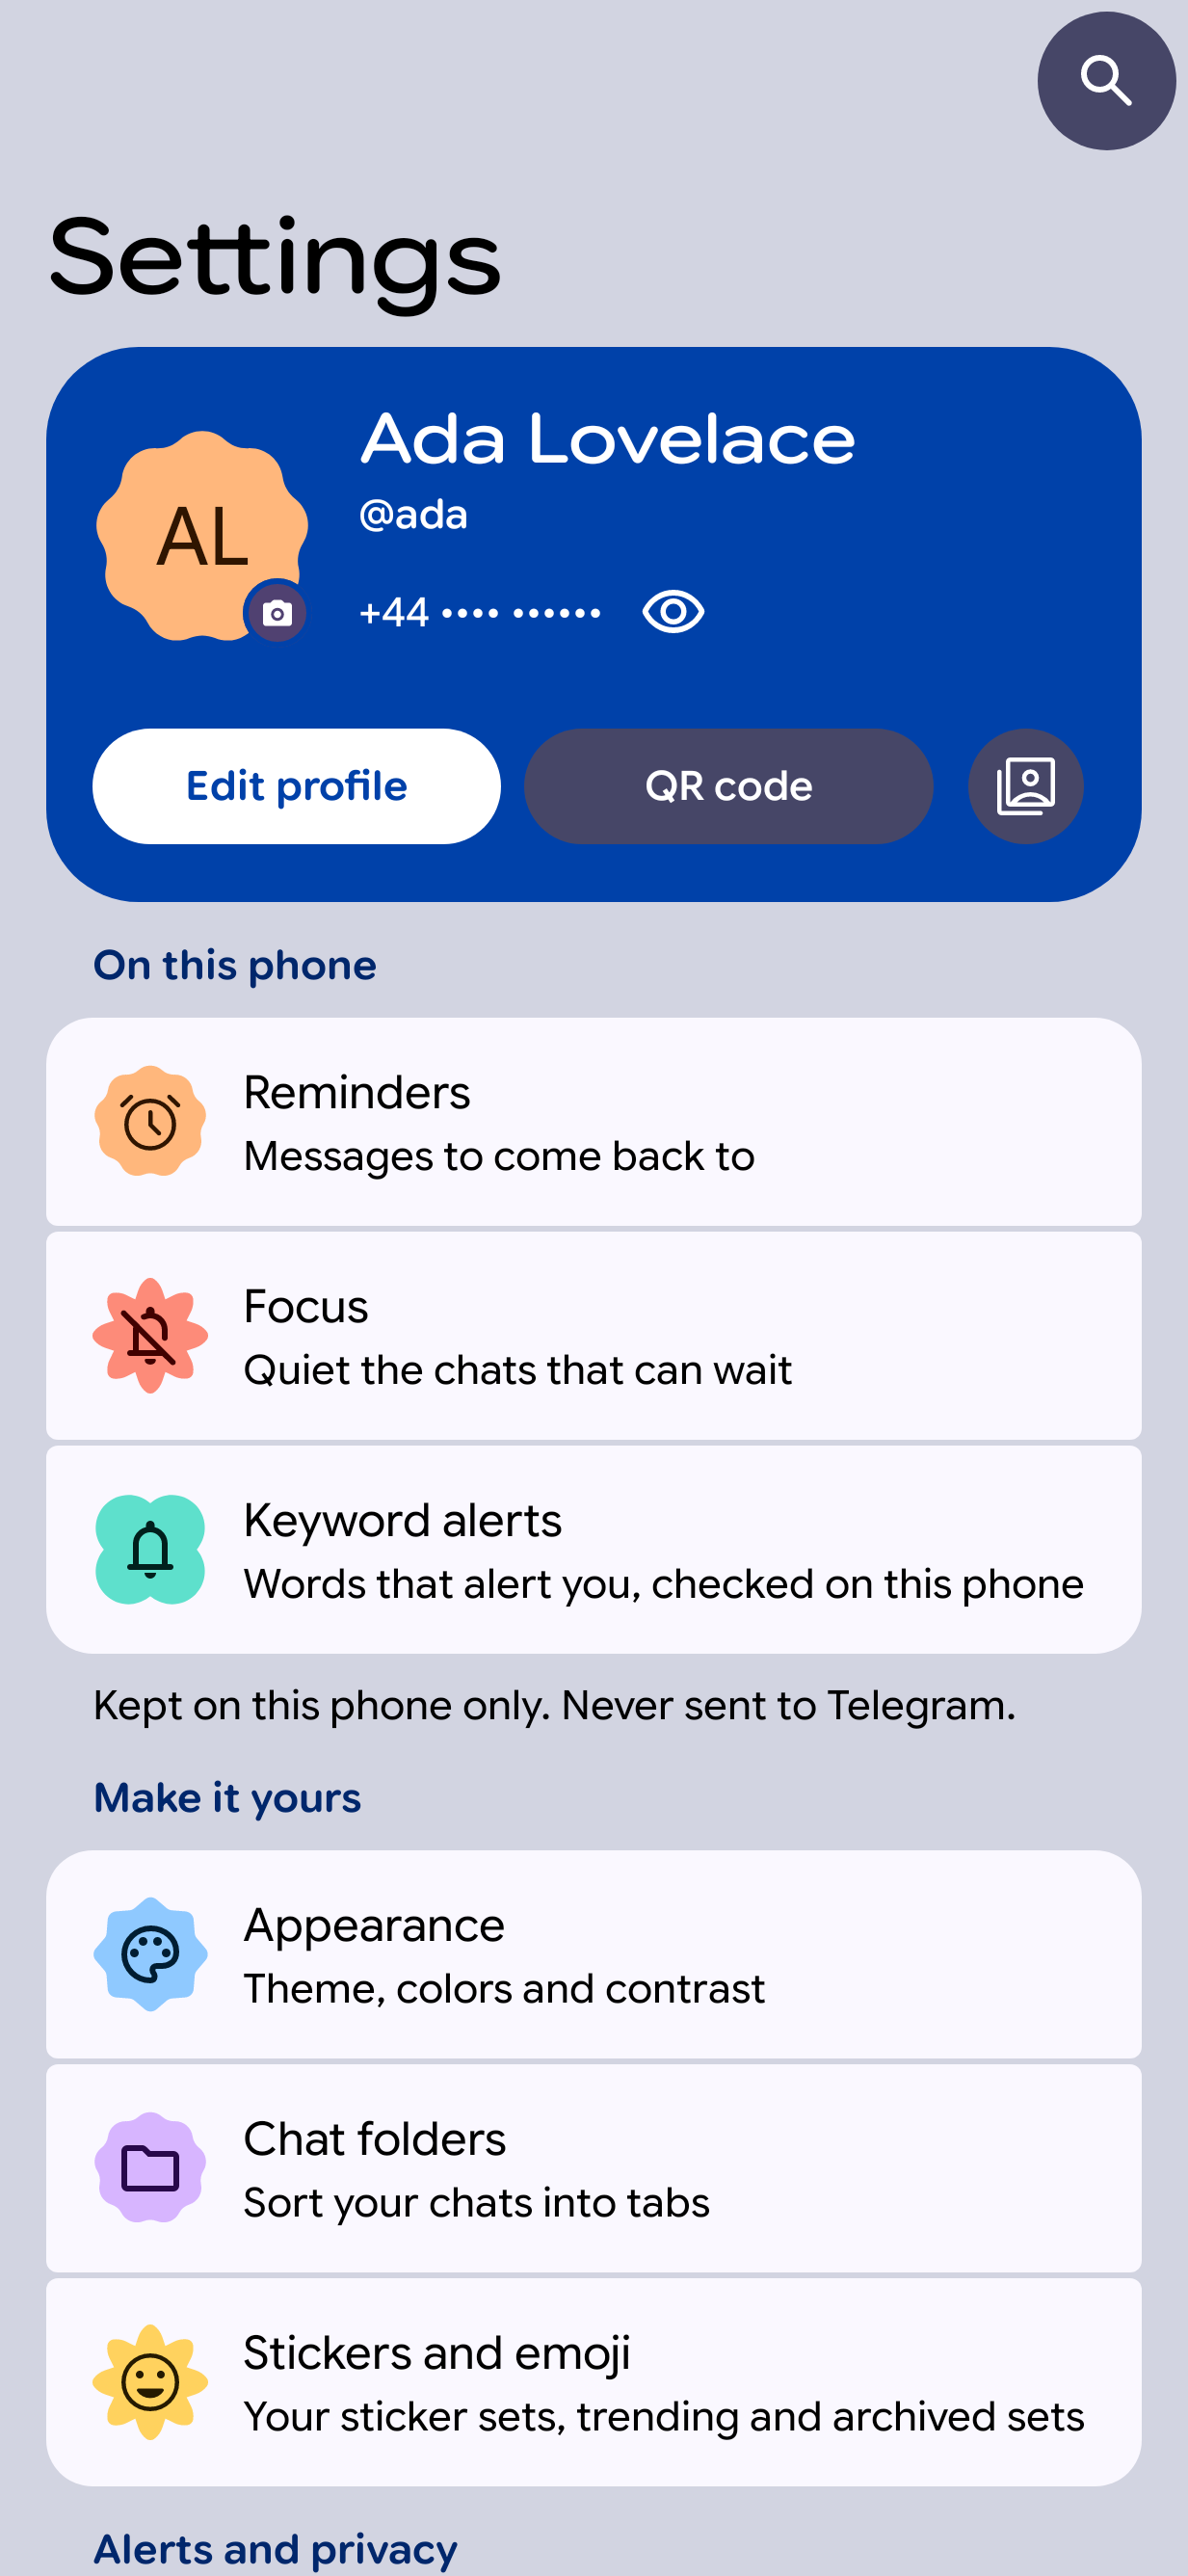 Settings
Ada Lovelace
@ada
AL
+44 •••• ••••••
Edit profile
QR code
On this phone
Reminders
Messages to come back to
Focus
Quiet the chats that can wait
Keyword alerts
Words that alert you, checked on this phone
Kept on this phone only. Never sent to Telegram.
Make it yours
Appearance
Theme, colors and contrast
Chat folders
Sort your chats into tabs
Stickers and emoji
Your sticker sets, trending and archived sets
Alerts and privacy